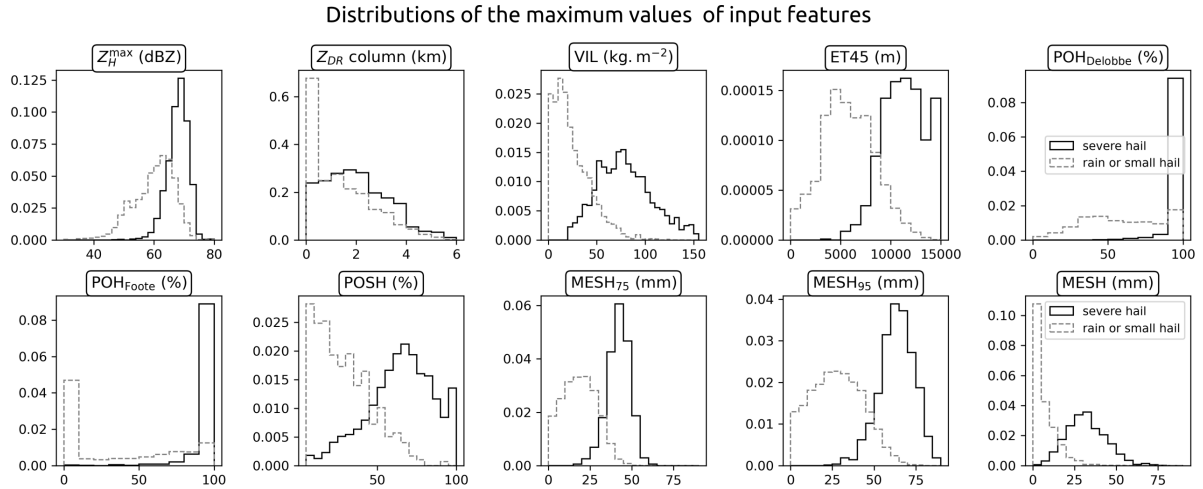 Distributions of the maximum values of input features
Z_H^max (dBZ)
0.125
0.100
0.075
0.050
0.025
0.000
40 60 80
Z_DR column (km)
0.6
0.4
0.2
0.0
0 2 4 6
VIL (kg. m⁻²)
0.025
0.020
0.015
0.010
0.005
0.000
0 50 100 150
ET45 (m)
0.00015
0.00010
0.00005
0.00000
0 5000 10000 15000
POH_Delobbe (%)
0.08
0.06
0.04
0.02
0.00
severe hail
rain or small hail
0 50 100
POH_Foote (%)
0.08
0.06
0.04
0.02
0.00
0 50 100
POSH (%)
0.025
0.020
0.015
0.010
0.005
0.000
50 100
MESH₇₅ (mm)
0.06
0.04
0.02
0.00
0 25 50 75
MESH₉₅ (mm)
0.04
0.03
0.02
0.01
0.00
0 25 50 75
MESH (mm)
0.10
0.08
0.06
0.04
0.02
0.00
severe hail
rain or small hail
0 25 50 75